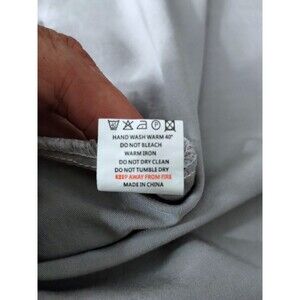 HAND WASH WARM 40°
DO NOT BLEACH
WARM IRON
DO NOT DRY CLEAN
DO NOT TUMBLE DRY
KEEP AWAY FROM FIRE
MADE IN CHINA